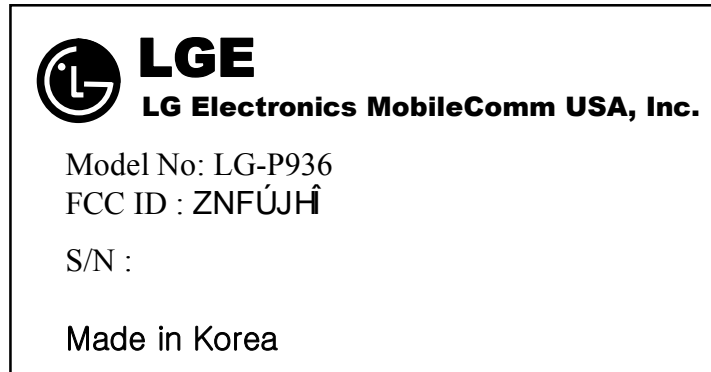 LGE
LG Electronics MobileComm USA, Inc.
Model No: LG-P936
FCC ID : ZNFÚJHÎ
S/N :
Made in Korea